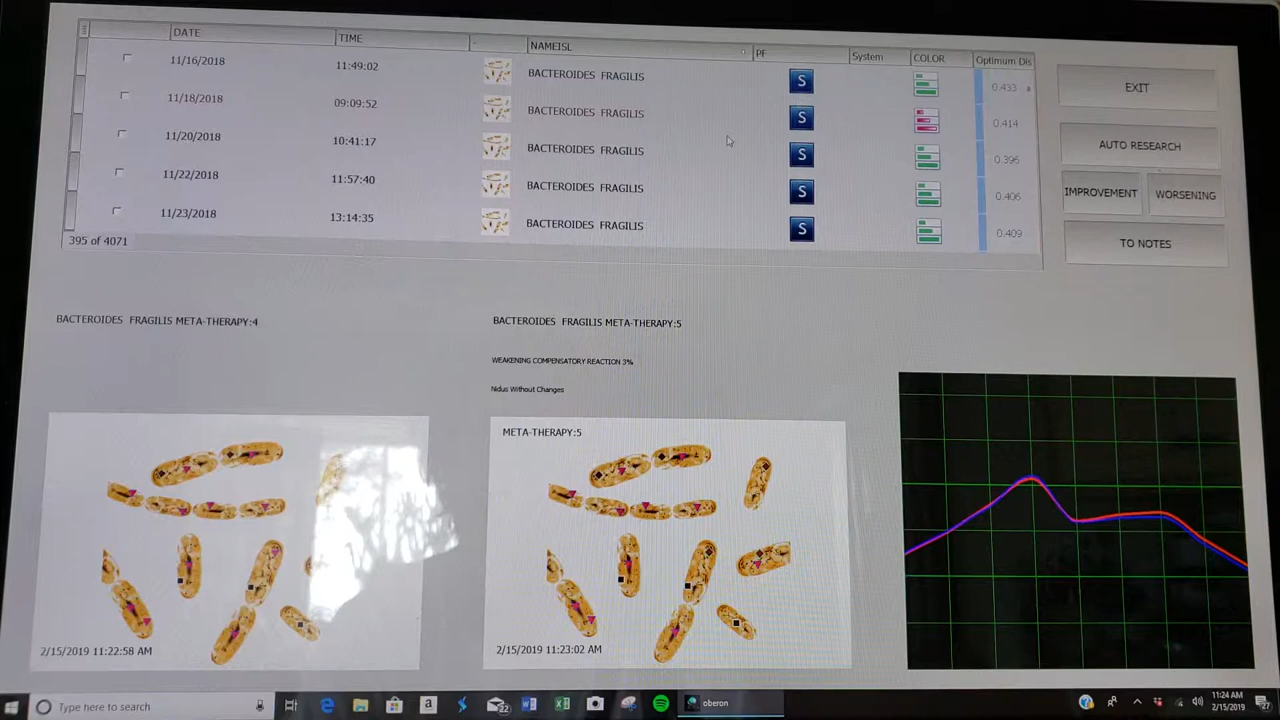 DATE TIME - NAMEISL PF System COLOR Optimum Dis
11/16/2018 11:49:02 BACTEROIDES FRAGILIS S 0.433
11/18/2018 09:09:52 BACTEROIDES FRAGILIS S 0.414
11/20/2018 10:41:17 BACTEROIDES FRAGILIS S 0.396
11/22/2018 11:57:40 BACTEROIDES FRAGILIS S 0.406
11/23/2018 13:14:35 BACTEROIDES FRAGILIS S 0.409
395 of 4071
EXIT
AUTO RESEARCH
IMPROVEMENT WORSENING
TO NOTES
BACTEROIDES FRAGILIS META-THERAPY:4
BACTEROIDES FRAGILIS META-THERAPY:5
WEAKENING COMPENSATORY REACTION 3%
Nidus Without Changes
META-THERAPY:5
2/15/2019 11:22:58 AM
2/15/2019 11:23:02 AM
Type here to search
oberon
11:24 AM
2/15/2019